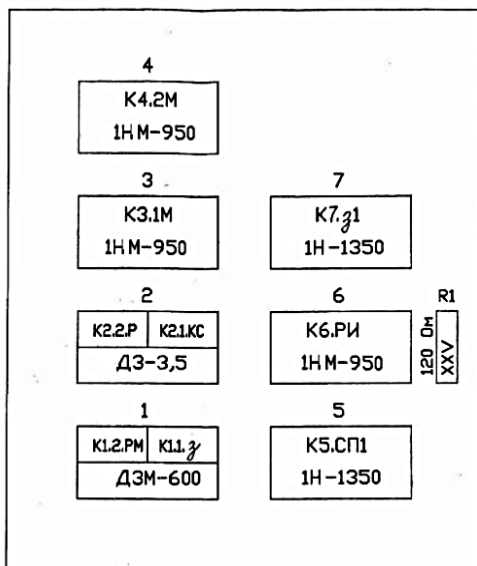 4
К4.2М
1НМ-950
3
К3.1М
1НМ-950
7
К7.з1
1Н-1350
2
К2.2.Р К2.1.КС
ДЗ-3,5
6
К6.РИ
1НМ-950
R1
120 Ом
XXV
1
К1.2.РМ К1.1.з
ДЗМ-600
5
К5.СП1
1Н-1350